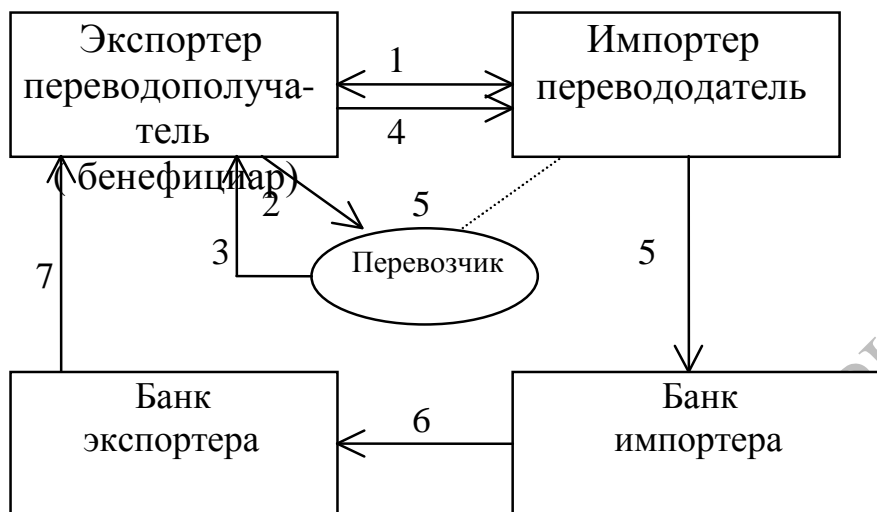 Экспортер
переводополуча-
тель
( бенефициар)
1
4
Импортер
перевододатель
2
3
5
Перевозчик
5
7
Банк
экспортера
6
Банк
импортера